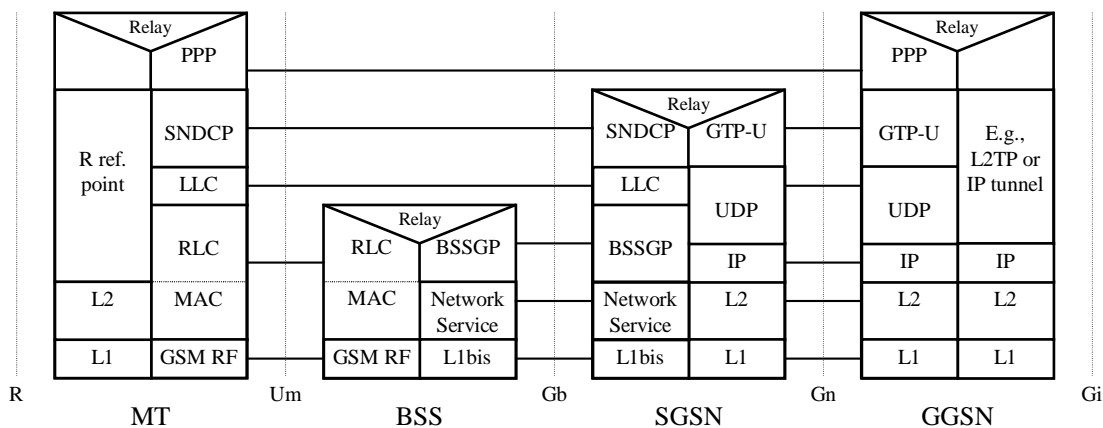 Relay
PPP
R ref.
point
SNDCP
LLC
RLC
L2
MAC
L1
GSM RF
Relay
RLC
BSSGP
MAC
Network
Service
GSM RF
L1bis
Relay
SNDCP
GTP-U
LLC
UDP
BSSGP
IP
Network
Service
L2
L1bis
L1
Relay
PPP
GTP-U
E.g.,
L2TP or
IP tunnel
UDP
IP
IP
L2
L2
L1
L1
R
Um
Gb
Gn
Gi
MT
BSS
SGSN
GGSN